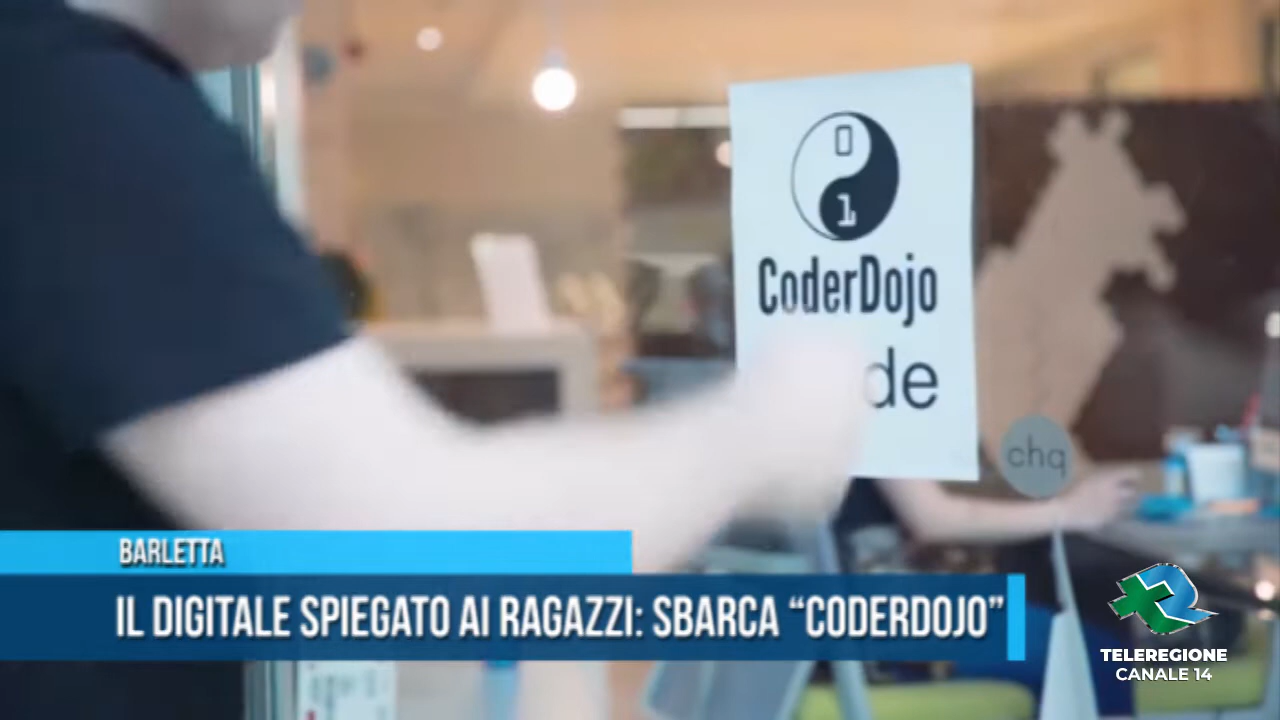 0
1
CoderDojo
de
chq
BARLETTA
IL DIGITALE SPIEGATO AI RAGAZZI: SBARCA “CODERDOJO”
TELEREGIONE
CANALE 14